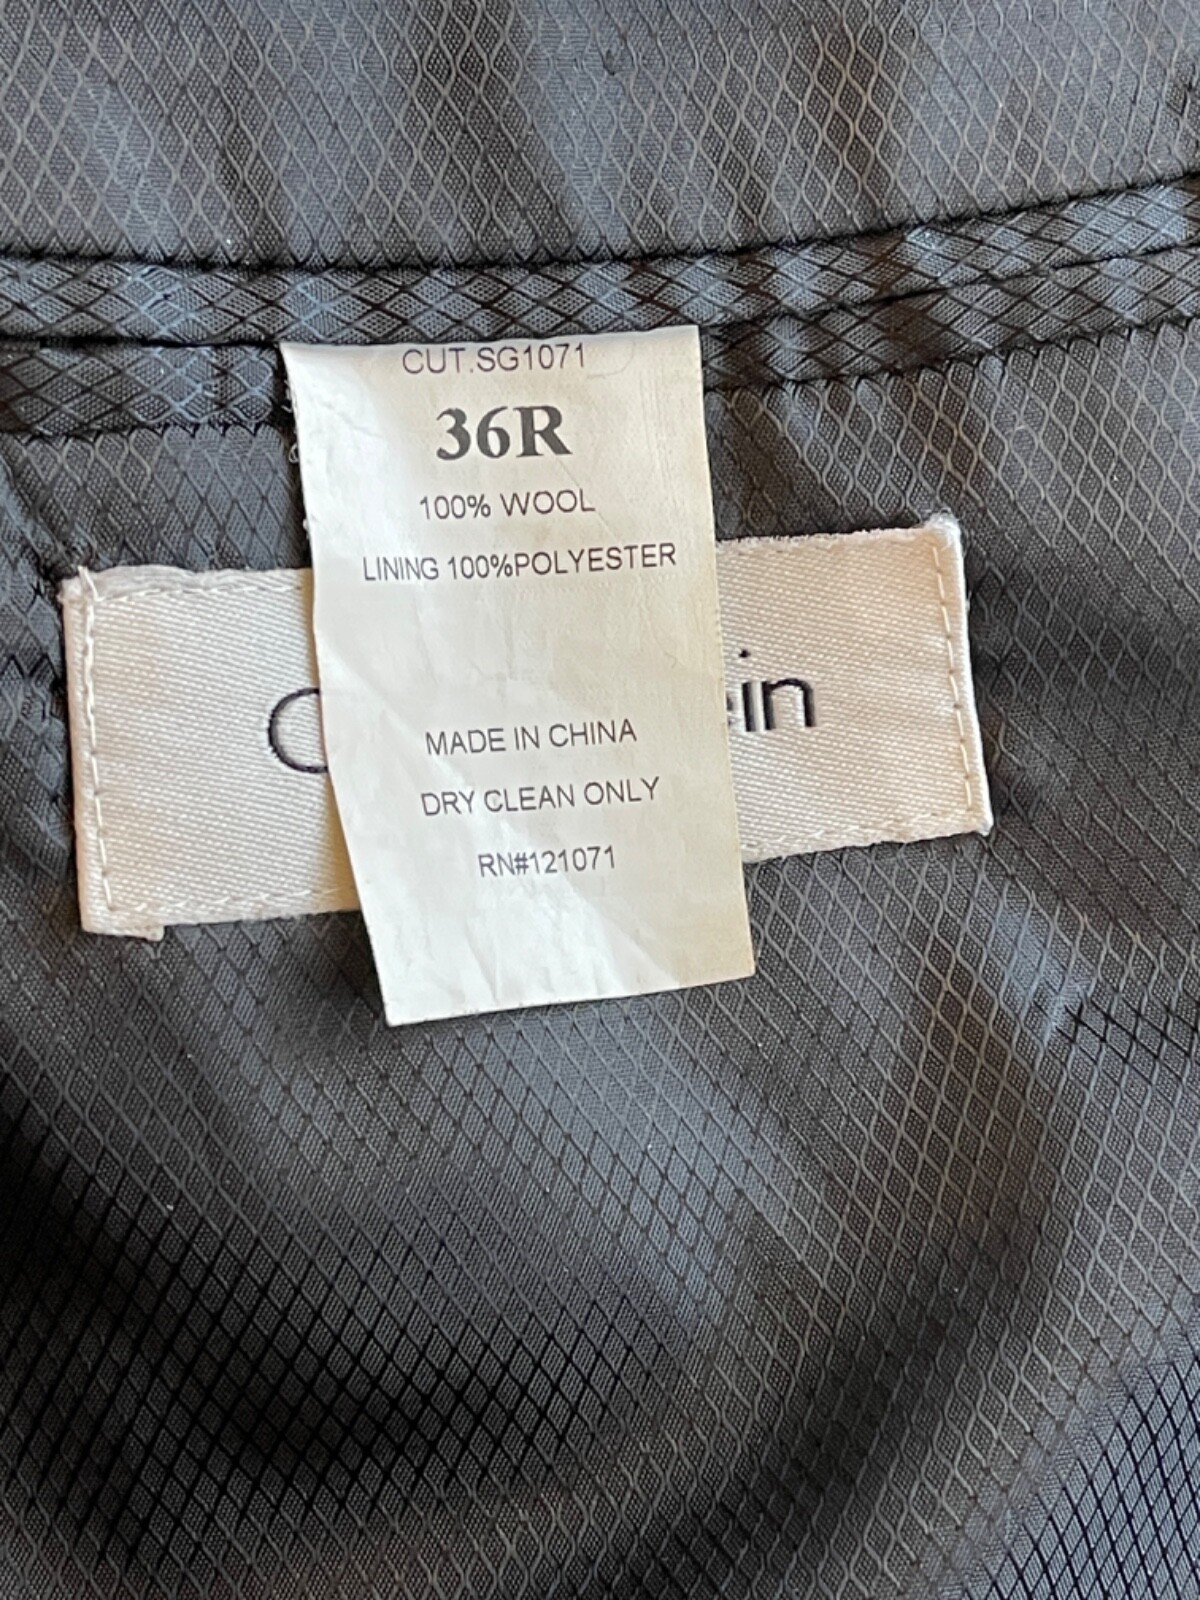 CUT.SG1071
36R
100% WOOL
LINING 100%POLYESTER
MADE IN CHINA
DRY CLEAN ONLY
RN#121071